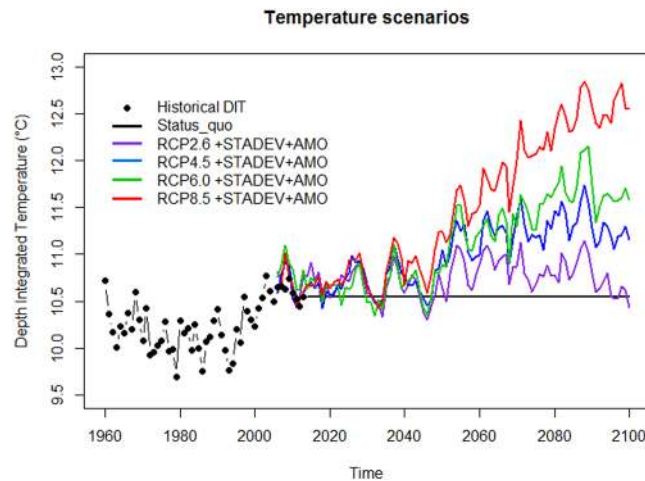 Temperature scenarios
Depth Integrated Temperature (°C)
13.0
12.5
12.0
11.5
11.0
10.5
10.0
9.5
Historical DIT
Status_quo
RCP2.6 +STADEV+AMO
RCP4.5 +STADEV+AMO
RCP6.0 +STADEV+AMO
RCP8.5 +STADEV+AMO
1960 1980 2000 2020 2040 2060 2080 2100
Time